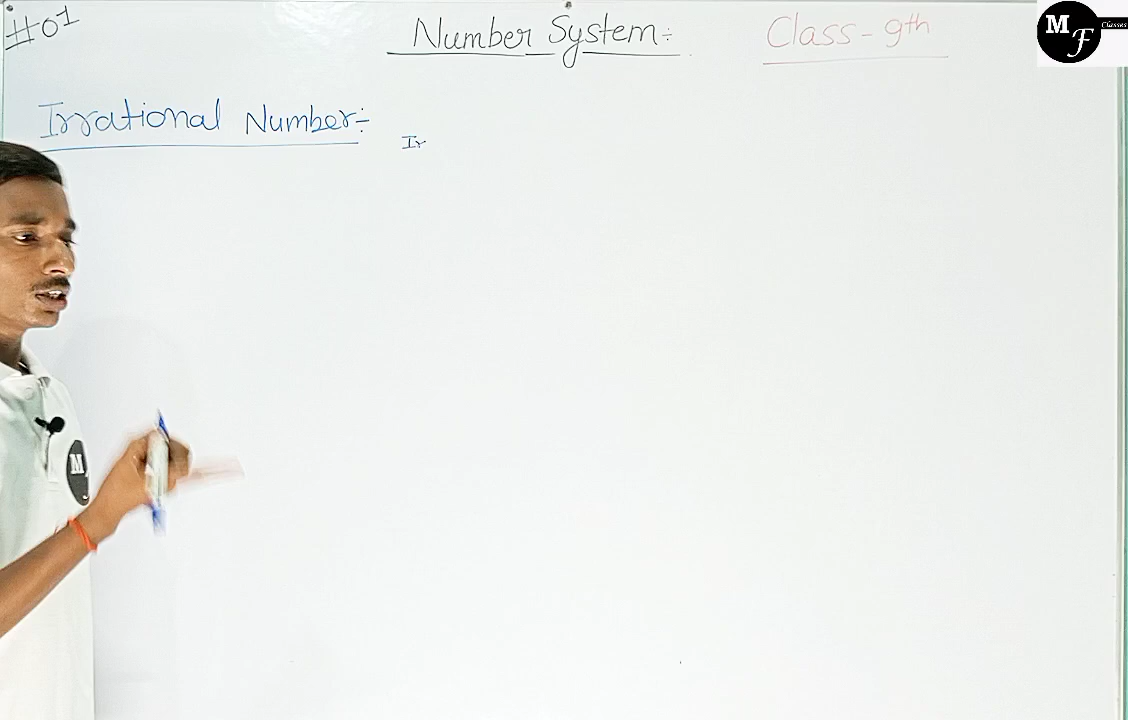 #01
Number System:
Class - 9th
MF Classes
Irrational Number:
Ir
M